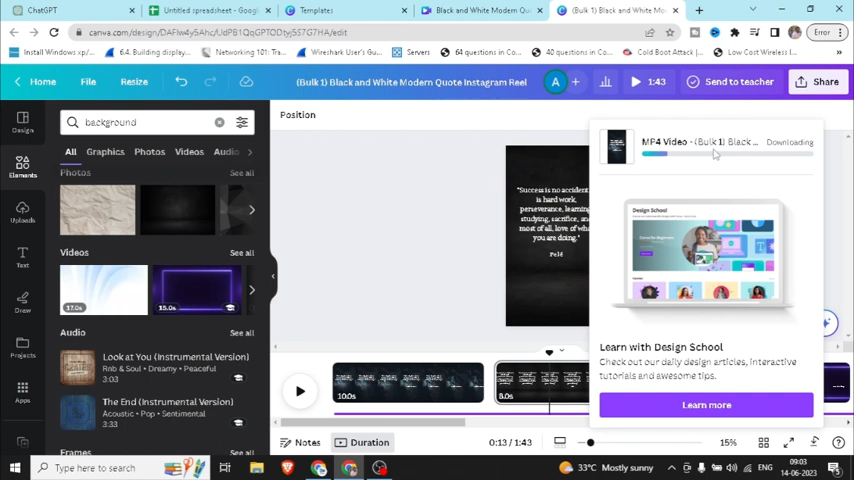 ChatGPT
Untitled spreadsheet - Googl
Templates
Black and White Modern Quot
(Bulk 1) Black and White Mode
canva.com/design/DAFlw4y5Ahc/UdPB1QqGPTODtyj5S7G7HA/edit
Error
Install Windows xp...
6.4. Building display...
Networking 101: Tran...
Wireshark User's Gui...
Servers
64 questions in Col...
40 questions in Co...
Cold Boot Attack |...
Low Cost Wireless I...
Home
File
Resize
(Bulk 1) Black and White Modern Quote Instagram Reel
A
1:43
Send to teacher
Share
Design
Elements
Uploads
Text
Draw
Projects
Apps
background
All
Graphics
Photos
Videos
Audio
Photos
See all
Videos
See all
17.0s
15.0s
Audio
See all
Look at You (Instrumental Version)
Rnb & Soul • Dreamy • Peaceful
3:03
The End (Instrumental Version)
Acoustic • Pop • Sentimental
3:33
Frames
Position
"Success is no accident
is hard work,
perseverance, learning
studying, sacrifice, and
most of all, love of wha
you are doing."
Pelé
MP4 Video - (Bulk 1) Black ...
Downloading
Design School
Learn with Design School
Check out our daily design articles, interactive
tutorials and awesome tips.
Learn more
10.0s
8.0s
Notes
Duration
0:13 / 1:43
15%
Type here to search
33°C Mostly sunny
ENG
09:03
14-06-2023